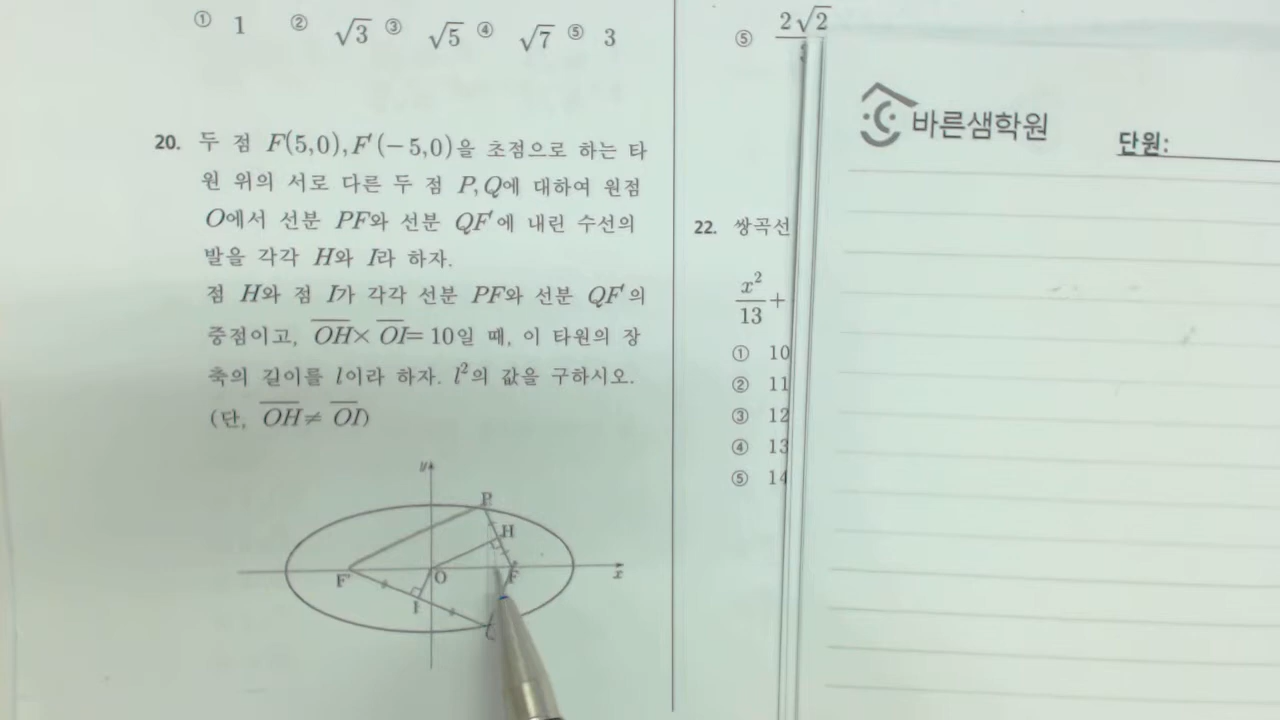 ① 1 ② √3 ③ √5 ④ √7 ⑤ 3
20. 두 점 F(5,0), F′(−5,0)을 초점으로 하는 타
원 위의 서로 다른 두 점 P, Q에 대하여 원점
O에서 선분 PF와 선분 QF′에 내린 수선의
발을 각각 H와 I라 하자.
점 H와 점 I가 각각 선분 PF와 선분 QF′의
중점이고, OH× OI=10일 때, 이 타원의 장
축의 길이를 l이라 하자. l²의 값을 구하시오.
(단, OH≠ OI)
y
P
H
F′
O
F
x
I
⑤ 2√2
22. 쌍곡선
x²/13 +
① 10
② 11
③ 12
④ 13
⑤ 14
바른샘학원
단원: